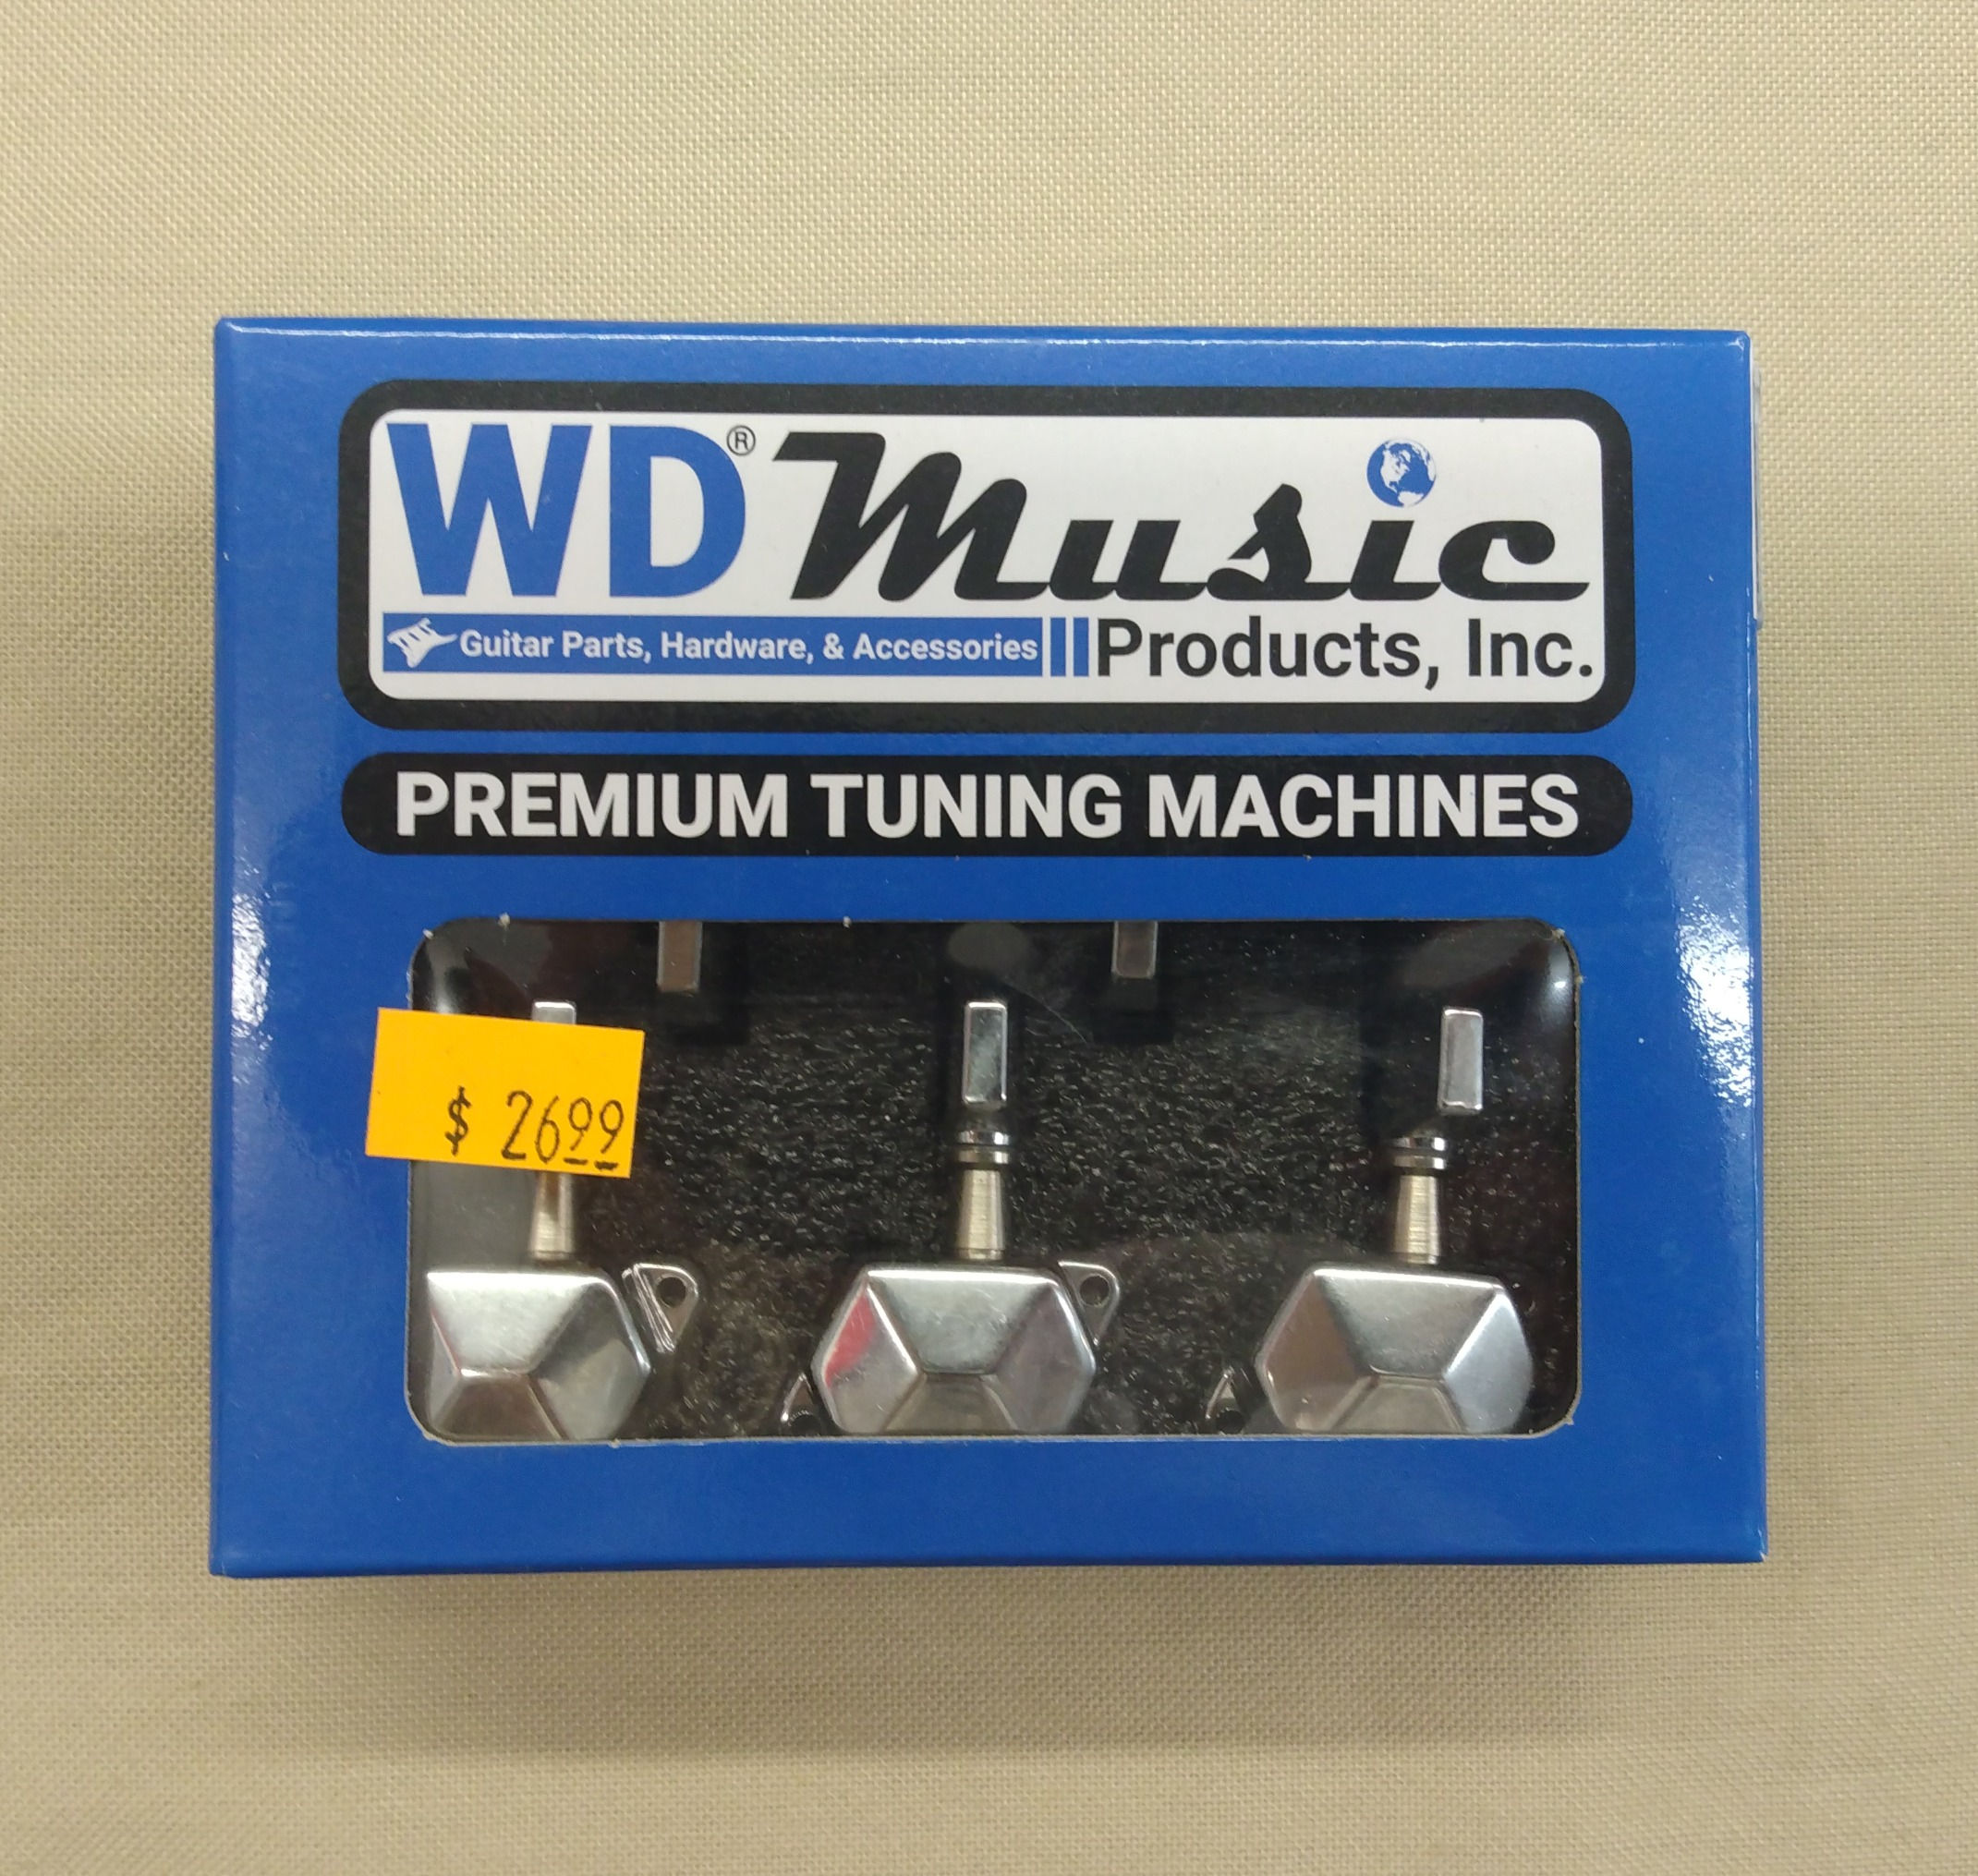 WD® Music
Guitar Parts, Hardware, & Accessories Products, Inc.
PREMIUM TUNING MACHINES
$ 26.99